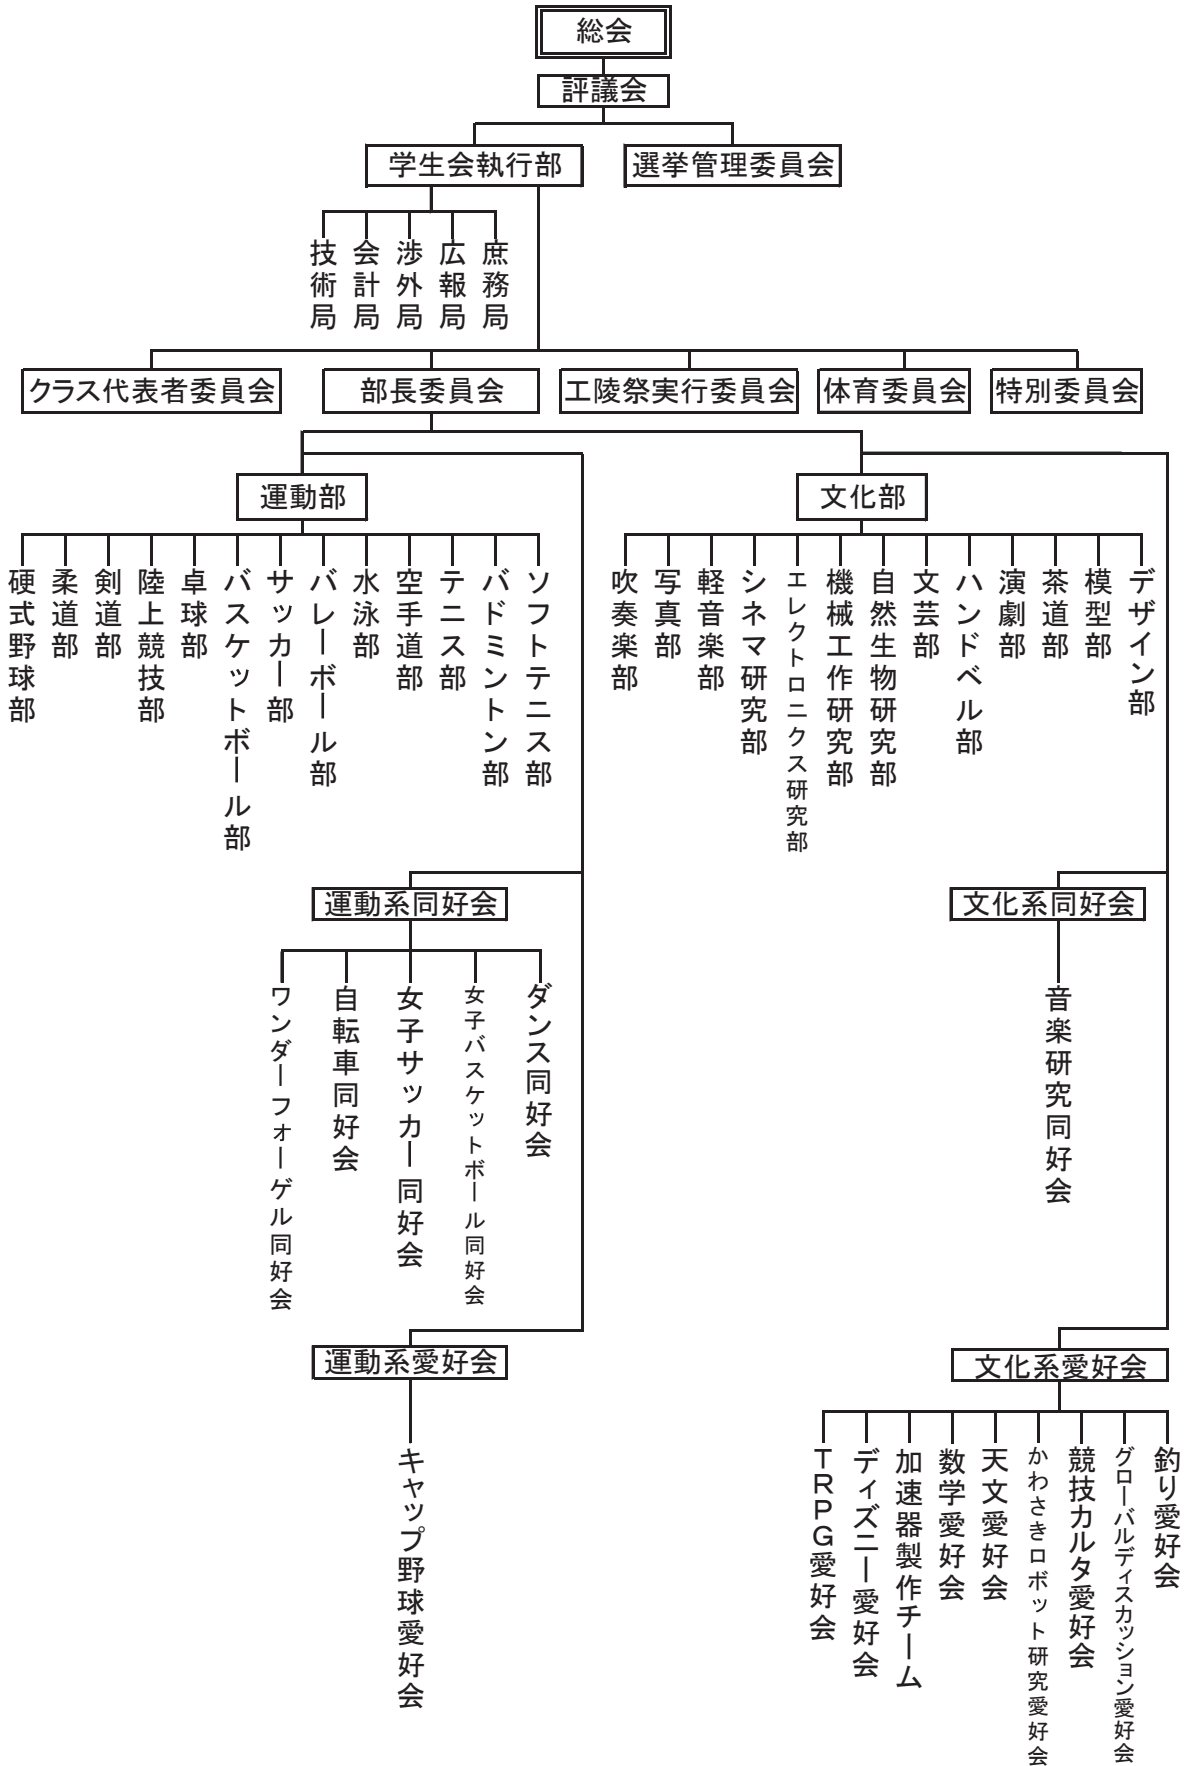 総会
評議会
学生会執行部
選挙管理委員会
技術局
会計局
渉外局
広報局
庶務局
クラス代表者委員会
部長委員会
工陵祭実行委員会
体育委員会
特別委員会
運動部
文化部
硬式野球部
柔道部
剣道部
陸上競技部
卓球部
バスケットボール部
サッカー部
バレーボール部
水泳部
空手道部
テニス部
バドミントン部
ソフトテニス部
吹奏楽部
写真部
軽音楽部
シネマ研究部
エレクトロニクス研究部
機械工作研究部
自然生物研究部
文芸部
ハンドベル部
演劇部
茶道部
模型部
デザイン部
運動系同好会
文化系同好会
ワンダーフォーゲル同好会
自転車同好会
女子サッカー同好会
女子バスケットボール同好会
ダンス同好会
音楽研究同好会
運動系愛好会
文化系愛好会
キャップ野球愛好会
TRPG愛好会
ディズニー愛好会
加速器製作チーム
数学愛好会
天文愛好会
かわさきロボット研究愛好会
競技カルタ愛好会
グローバルディスカッション愛好会
釣り愛好会